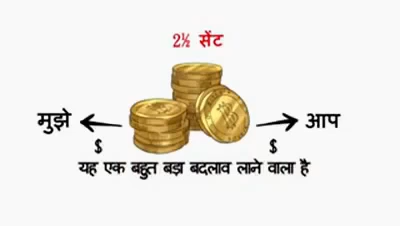 2½ सेंट
मुझे
आप
$
$
यह एक बहुत बड़ा बदलाव लाने वाला है